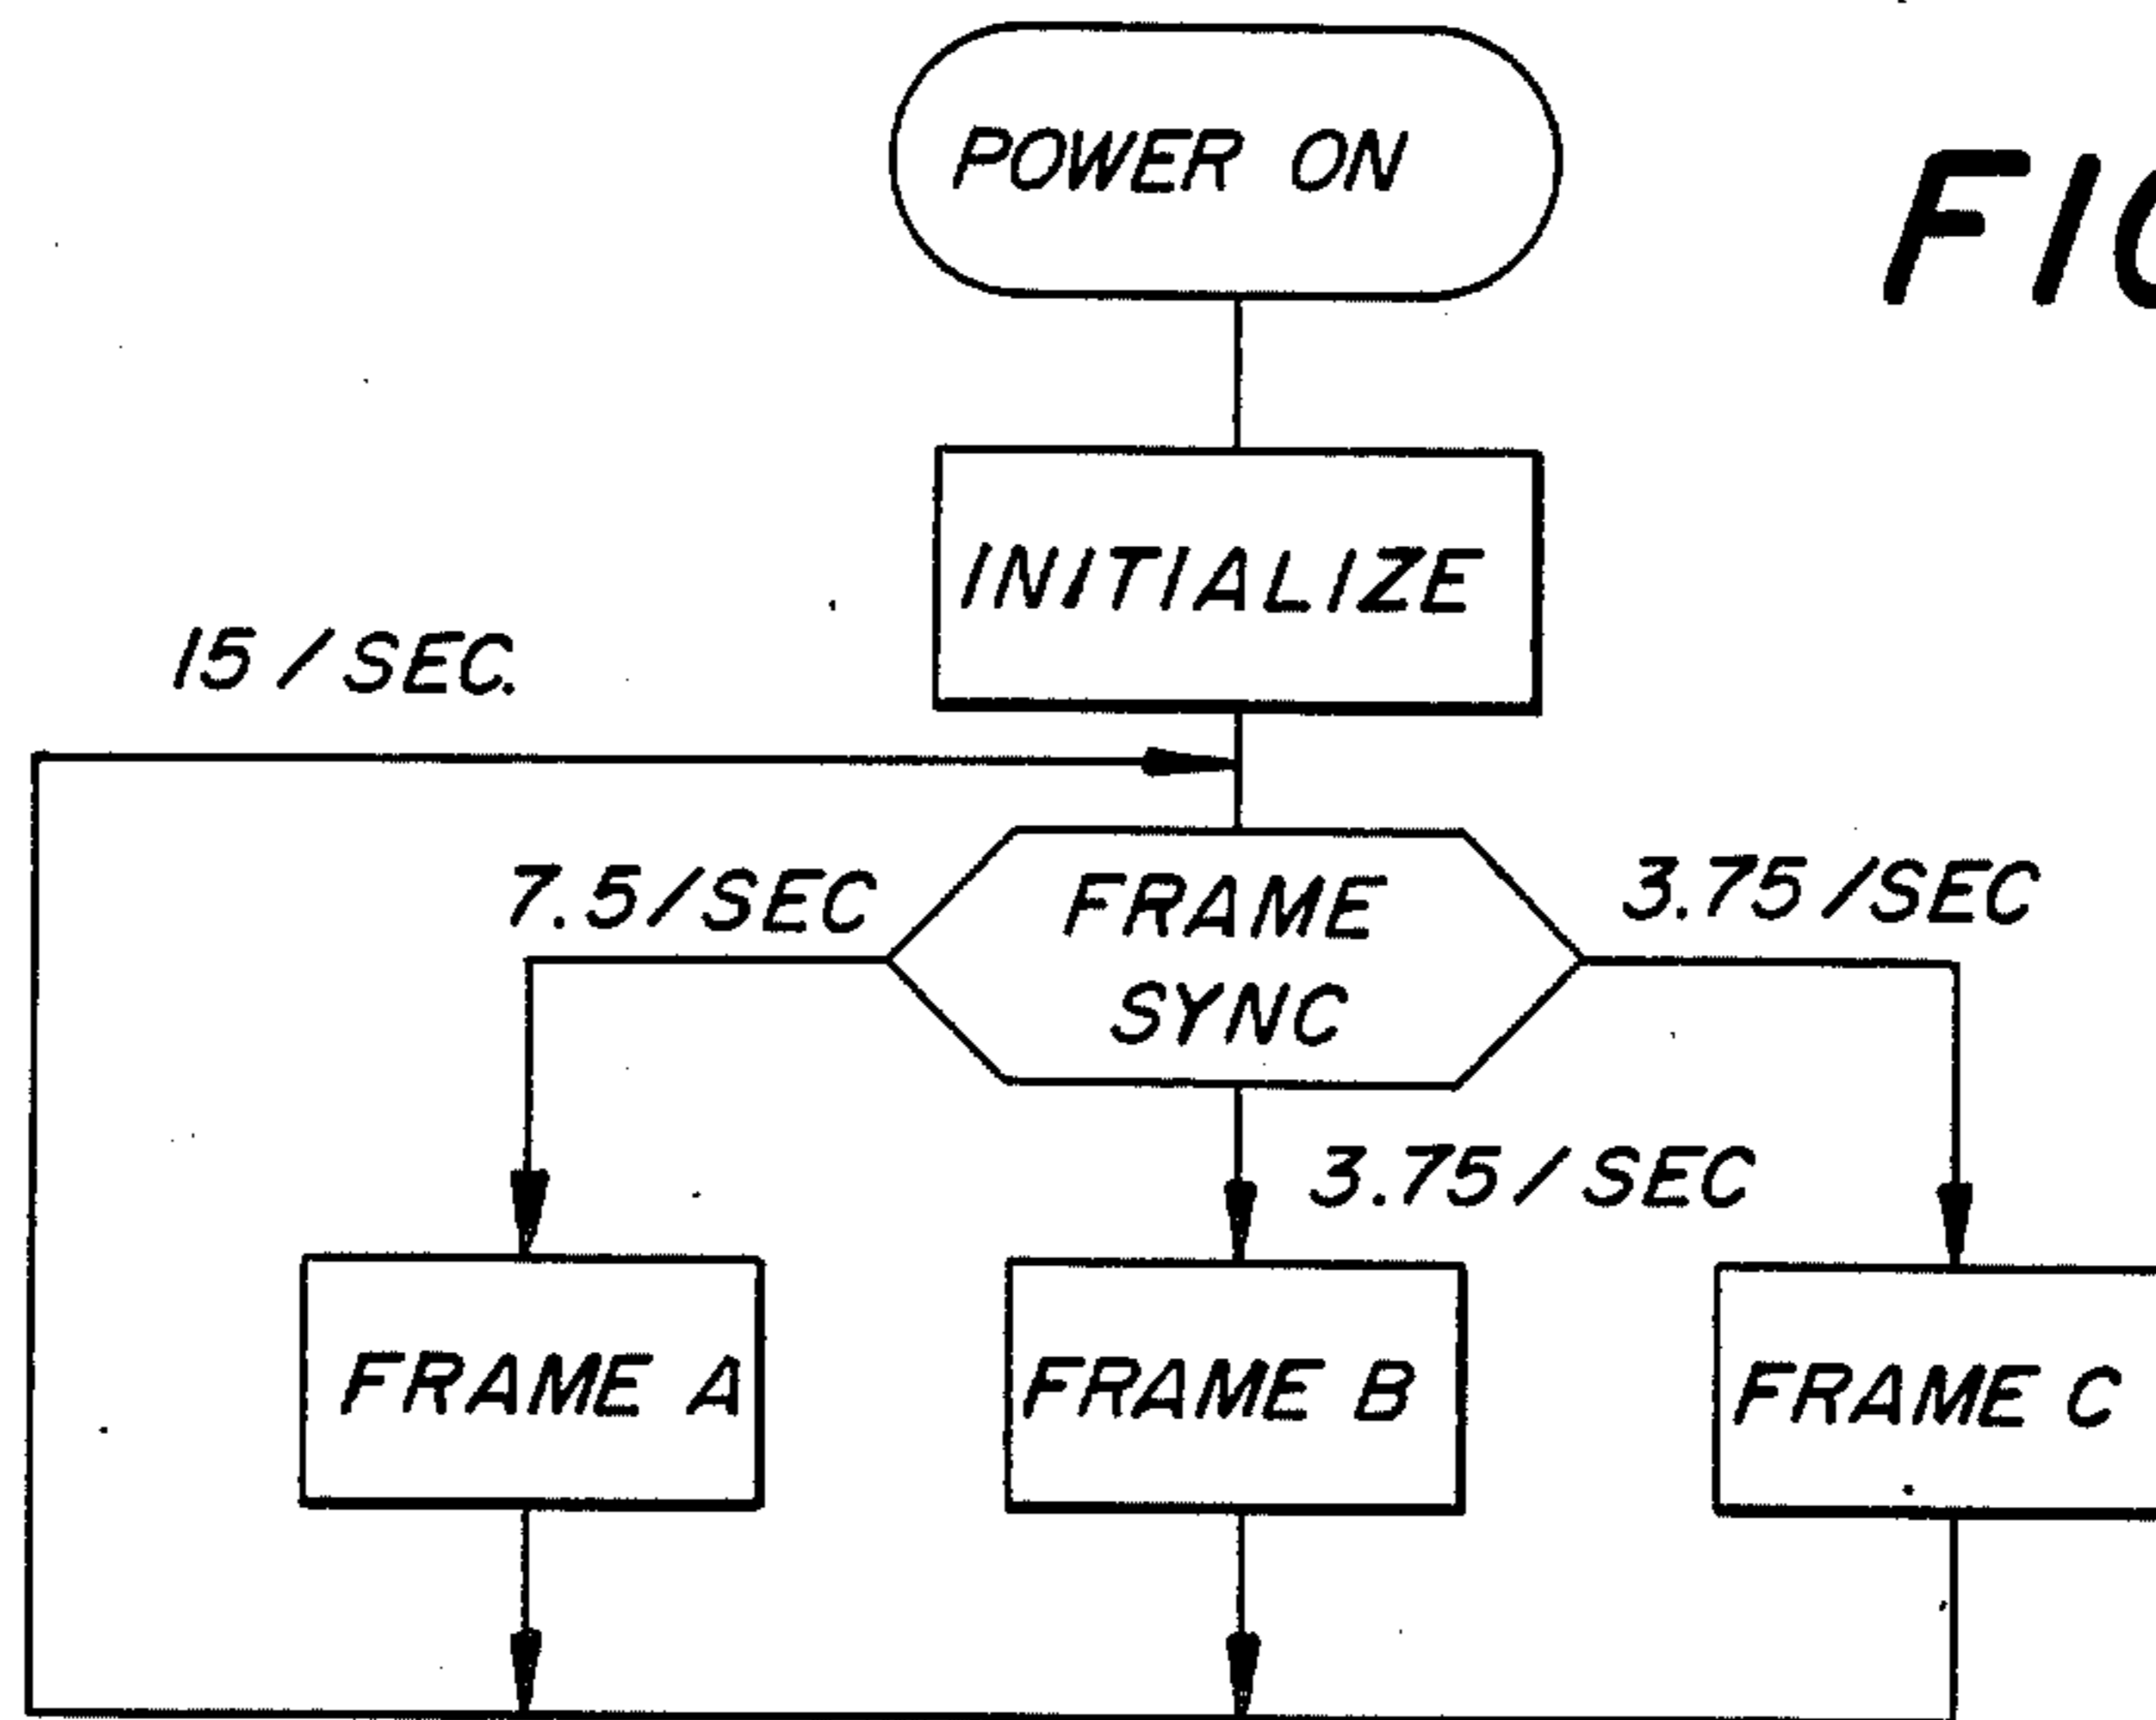 POWER ON
INITIALIZE
15/SEC.
7.5/SEC
FRAME
SYNC
3.75/SEC
3.75/SEC
FRAME A
FRAME B
FRAME C